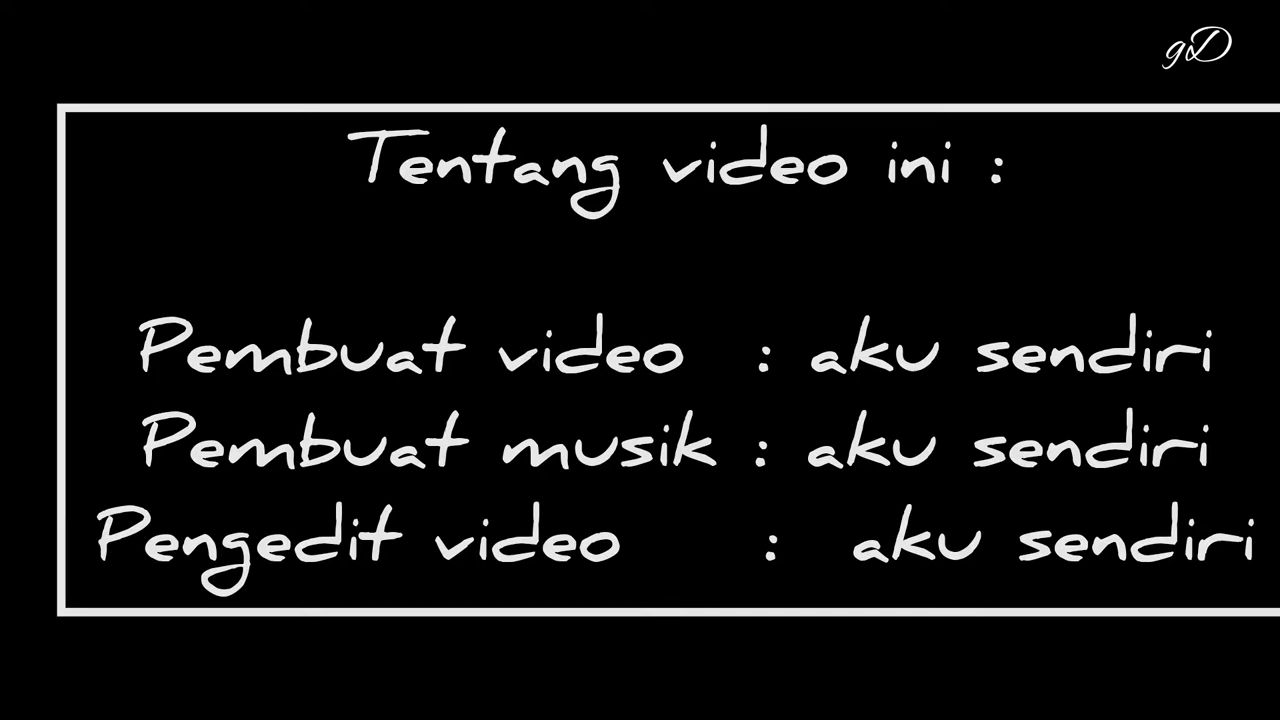 gD
Tentang video ini :
Pembuat video : aku sendiri
Pembuat musik : aku sendiri
Pengedit video : aku sendiri